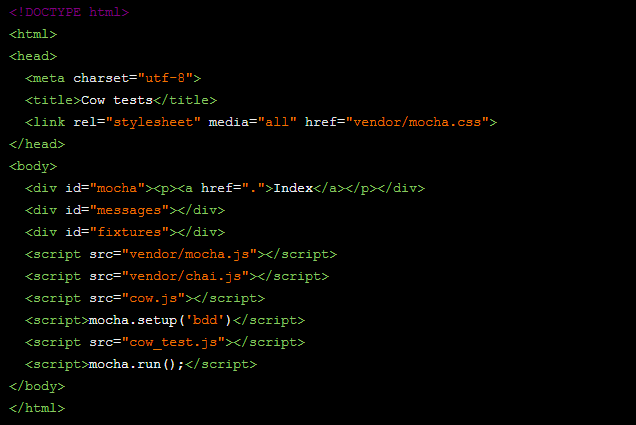 <!DOCTYPE html>
<html>
<head>
  <meta charset="utf-8">
  <title>Cow tests</title>
  <link rel="stylesheet" media="all" href="vendor/mocha.css">
</head>
<body>
  <div id="mocha"><p><a href=".">Index</a></p></div>
  <div id="messages"></div>
  <div id="fixtures"></div>
  <script src="vendor/mocha.js"></script>
  <script src="vendor/chai.js"></script>
  <script src="cow.js"></script>
  <script>mocha.setup('bdd')</script>
  <script src="cow_test.js"></script>
  <script>mocha.run();</script>
</body>
</html>